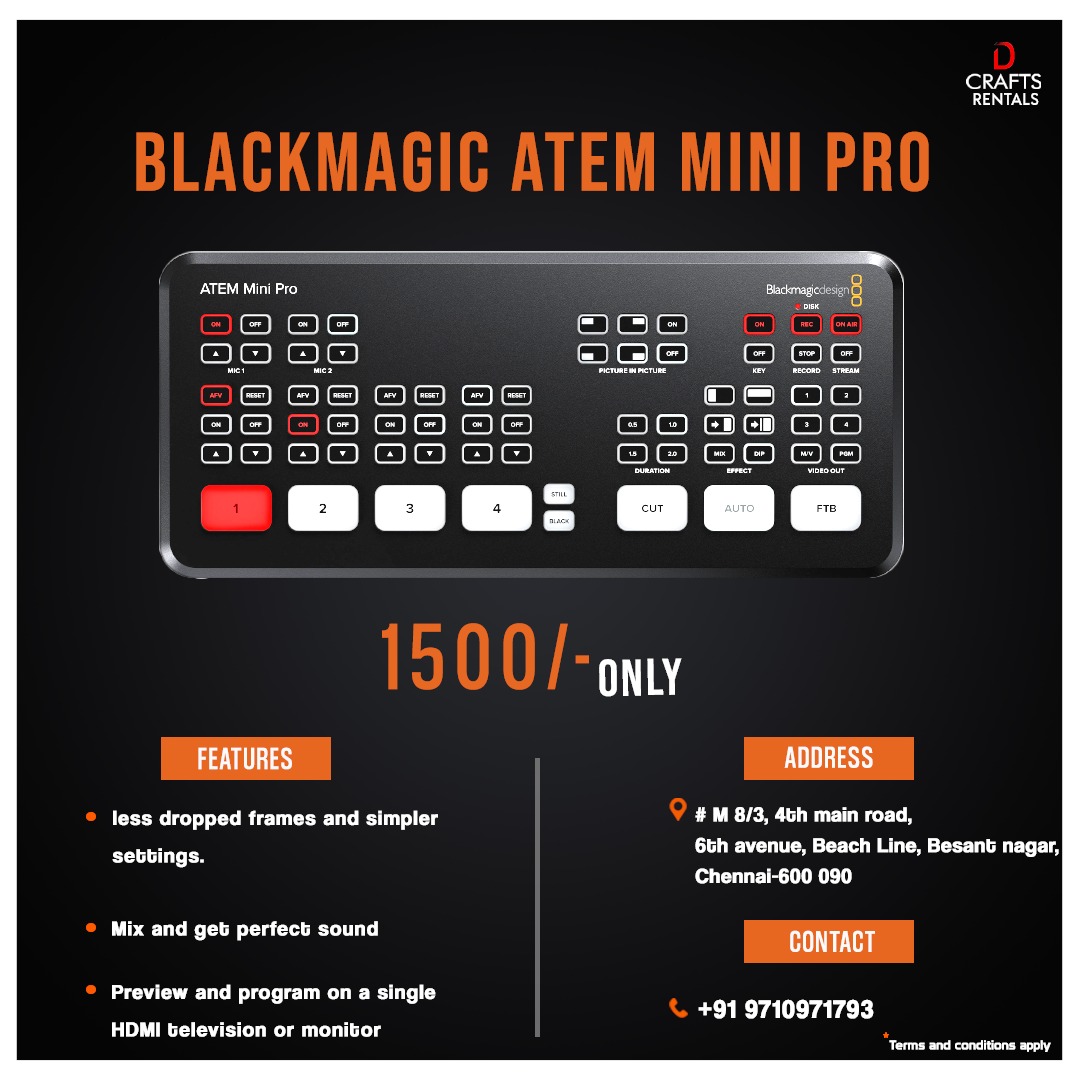 D
CRAFTS
RENTALS
BLACKMAGIC ATEM MINI PRO
ATEM Mini Pro
Blackmagicdesign
DISK
ON OFF ON OFF ON ON REC ON AIR
OFF OFF STOP OFF
MIC 1 MIC 2 PICTURE IN PICTURE KEY RECORD STREAM
AFV RESET AFV RESET AFV RESET AFV RESET 1 2
ON OFF ON OFF ON OFF ON OFF 0.5 1.0 3 4
1.5 2.0 MIX DIP M/V PGM
DURATION EFFECT VIDEO OUT
STILL
1 2 3 4 CUT AUTO FTB
BLACK
1500/- ONLY
FEATURES
less dropped frames and simpler
settings.
Mix and get perfect sound
Preview and program on a single
HDMI television or monitor
ADDRESS
# M 8/3, 4th main road,
6th avenue, Beach Line, Besant nagar,
Chennai-600 090
CONTACT
+91 9710971793
*Terms and conditions apply